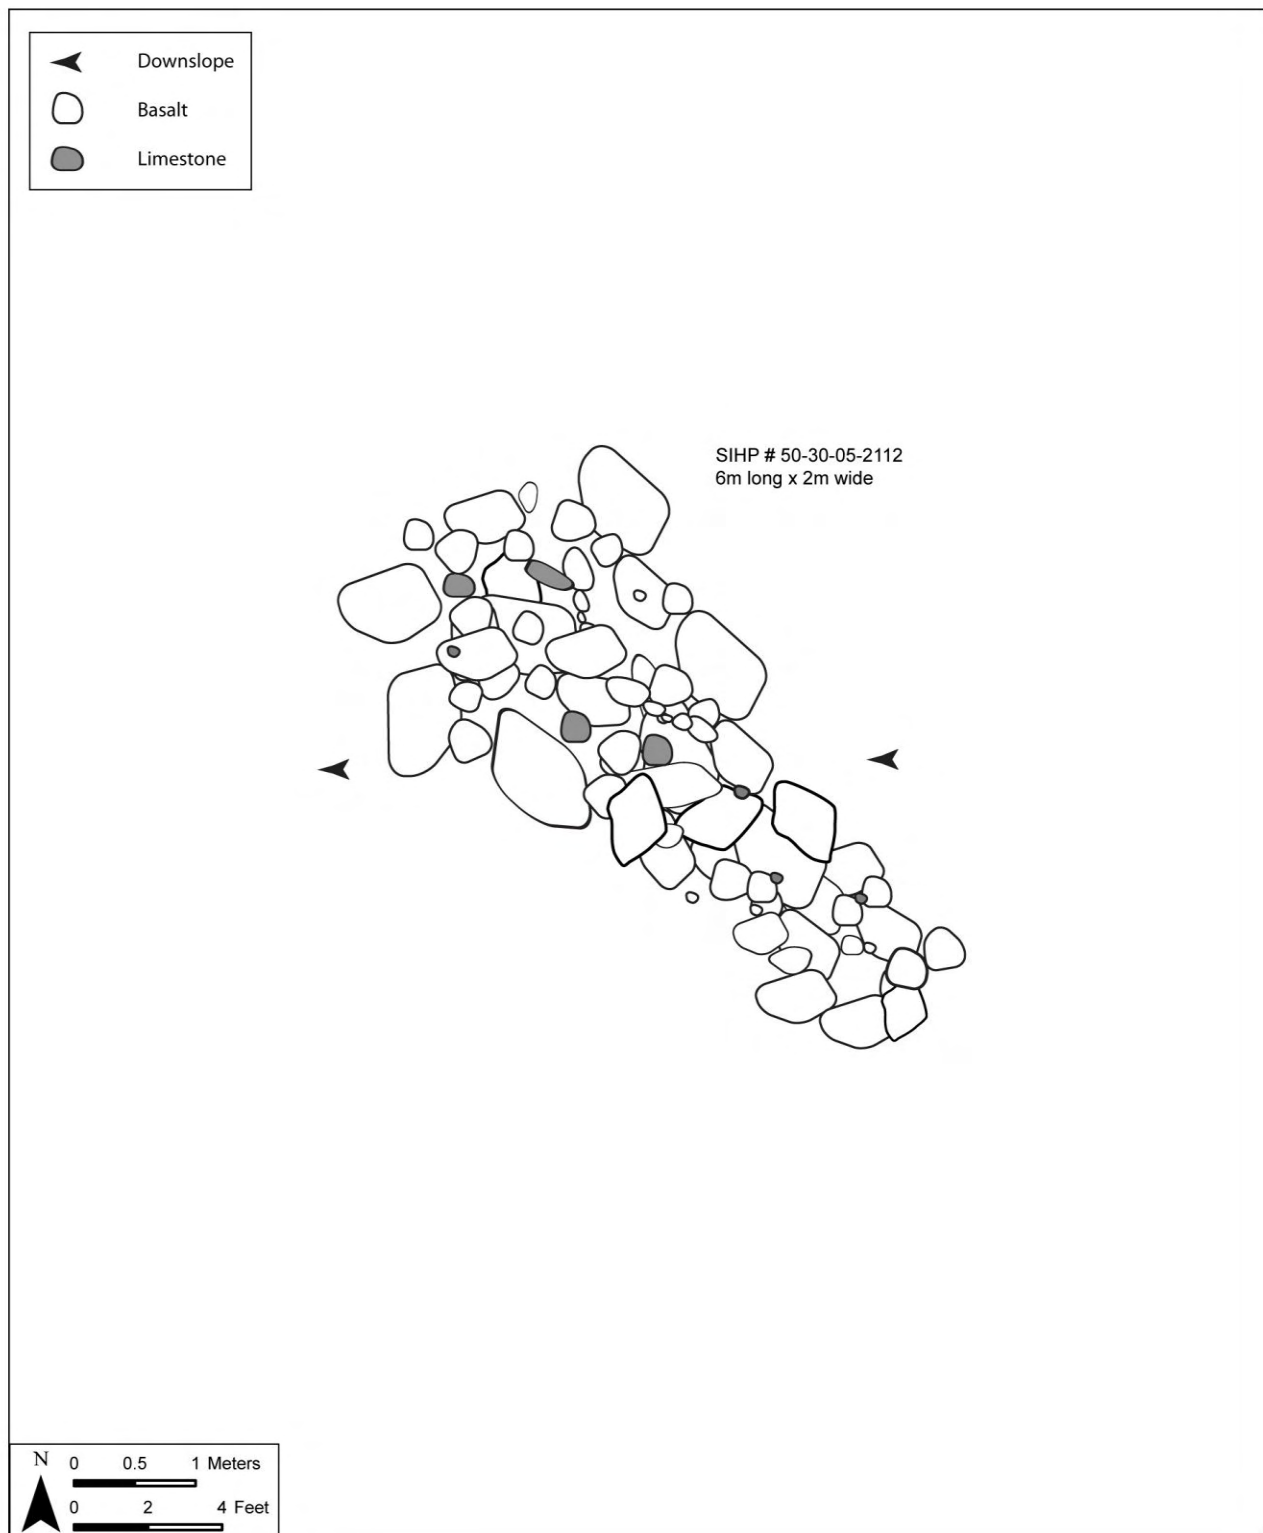 Downslope
Basalt
Limestone
SIHP # 50-30-05-2112
6m long x 2m wide
N
0 0.5 1 Meters
0 2 4 Feet